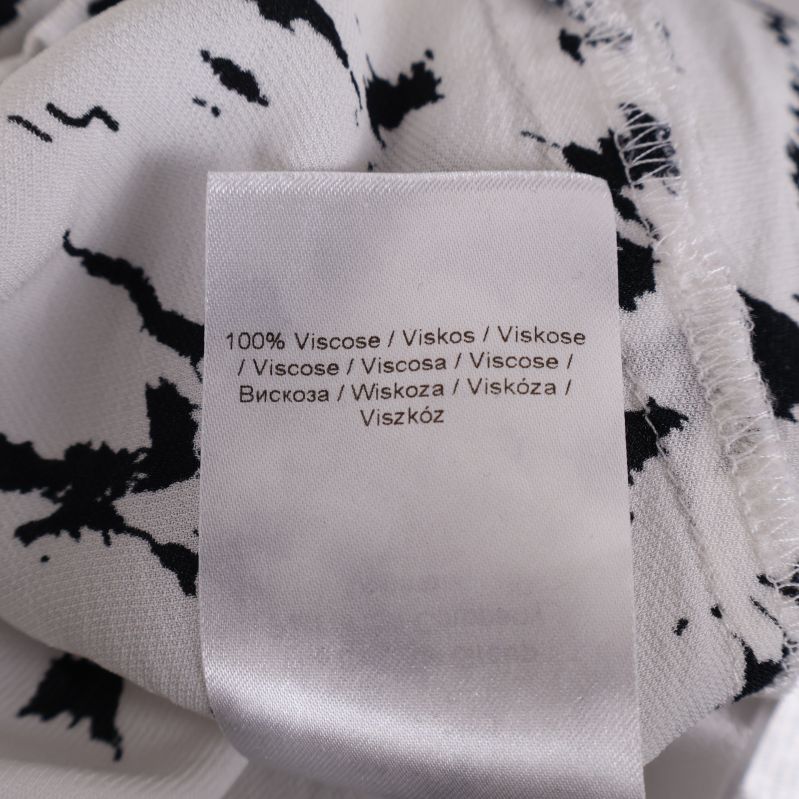 100% Viscose / Viskos / Viskose
/ Viscose / Viscosa / Viscose /
Вискоза / Wiskoza / Viskóza /
Viszkóz